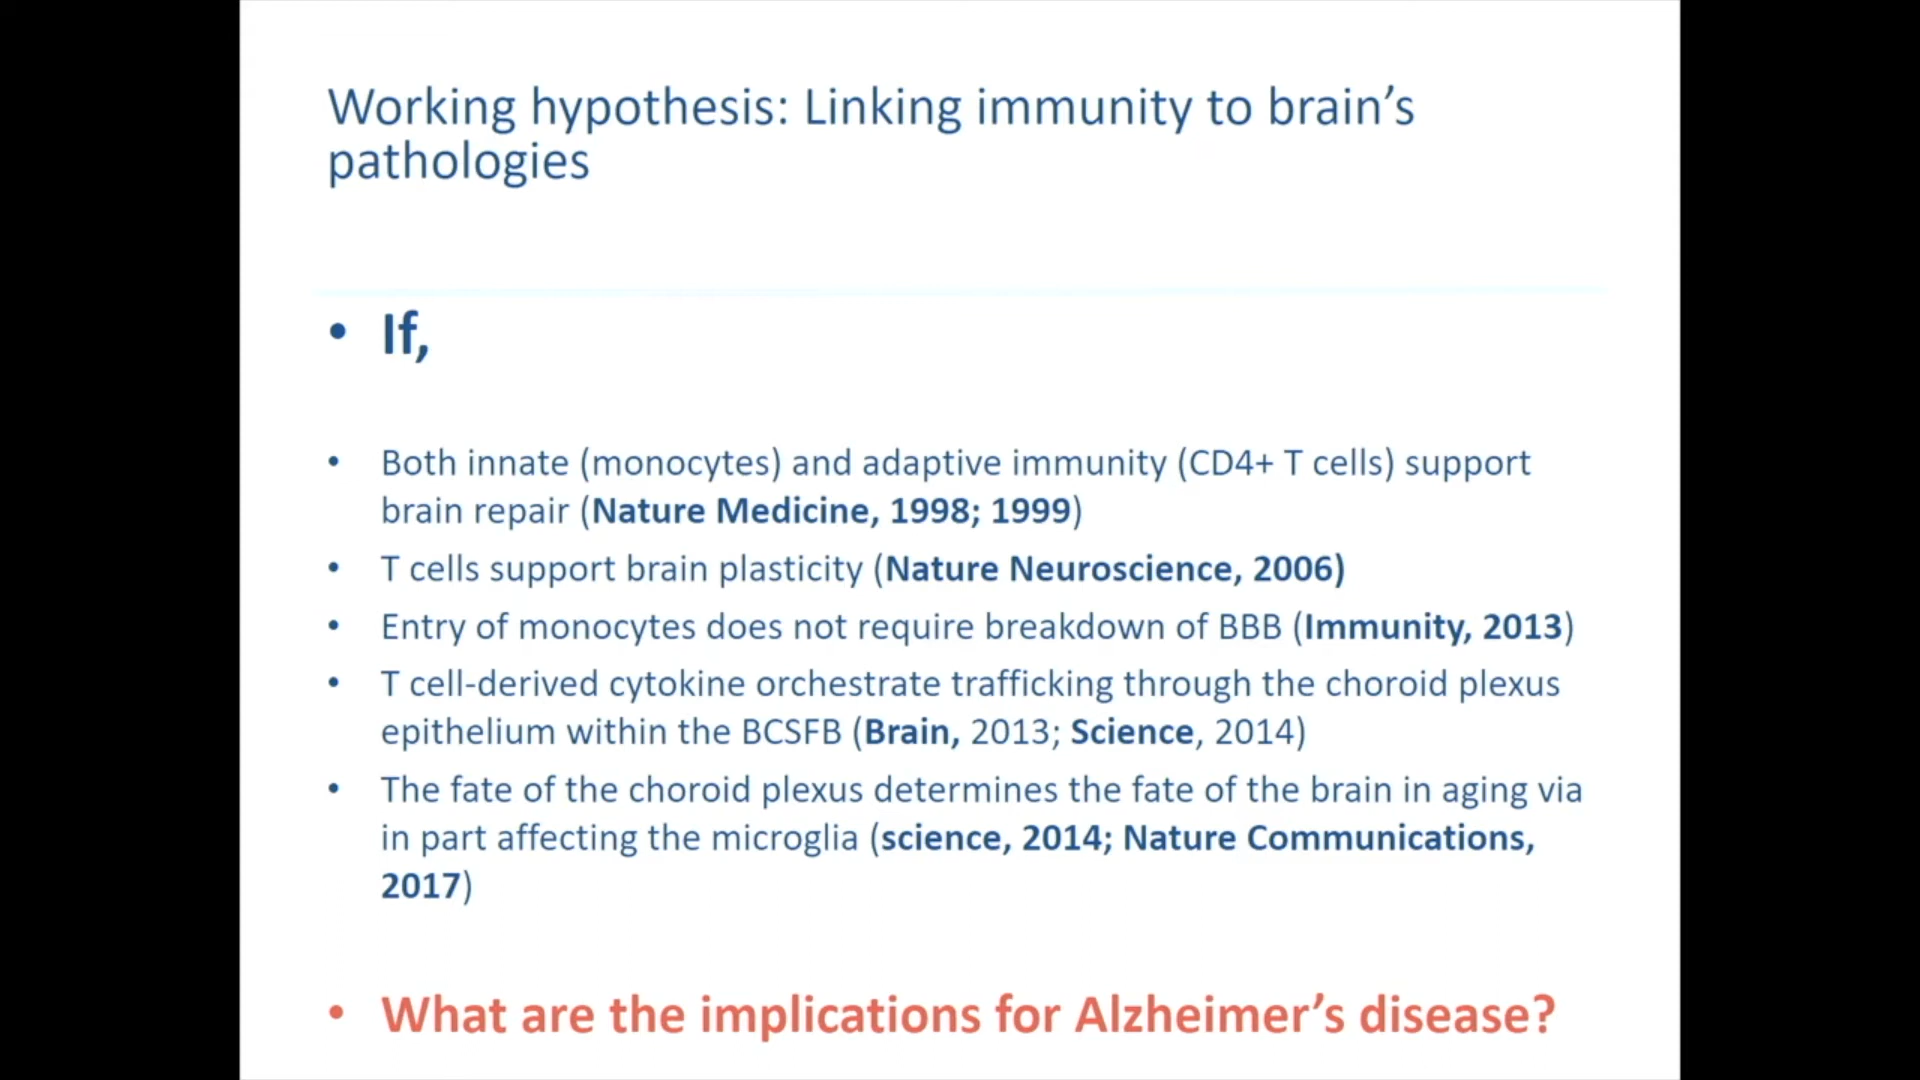 Working hypothesis: Linking immunity to brain’s
pathologies
• If,
• Both innate (monocytes) and adaptive immunity (CD4+ T cells) support
brain repair (Nature Medicine, 1998; 1999)
• T cells support brain plasticity (Nature Neuroscience, 2006)
• Entry of monocytes does not require breakdown of BBB (Immunity, 2013)
• T cell-derived cytokine orchestrate trafficking through the choroid plexus
epithelium within the BCSFB (Brain, 2013; Science, 2014)
• The fate of the choroid plexus determines the fate of the brain in aging via
in part affecting the microglia (science, 2014; Nature Communications,
2017)
• What are the implications for Alzheimer’s disease?